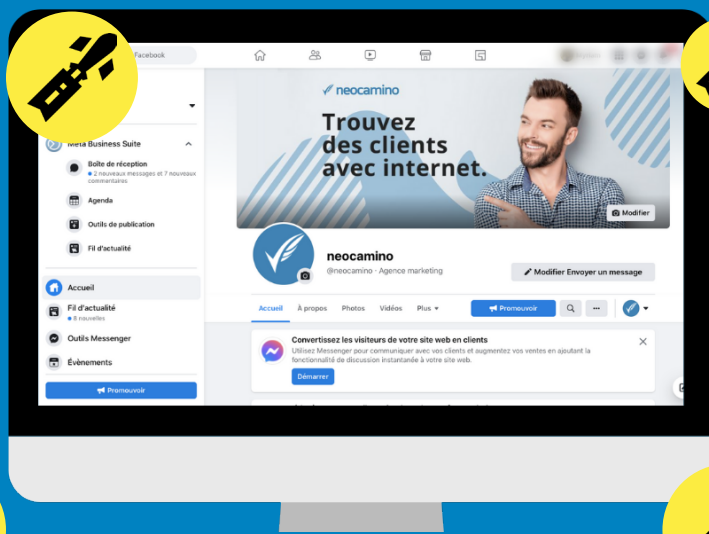 Facebook
neocamino
Trouvez
des clients
avec internet.
Modifier
Meta Business Suite
Boîte de réception
2 nouveaux messages et 7 nouveaux
commentaires
Agenda
Outils de publication
Fil d'actualité
neocamino
@neocamino · Agence marketing
Modifier Envoyer un message
Accueil
Fil d'actualité
8 nouvelles
Outils Messenger
Évènements
Promouvoir
Accueil
À propos
Photos
Vidéos
Plus
Promouvoir
Convertissez les visiteurs de votre site web en clients
Utilisez Messenger pour communiquer avec vos clients et augmentez vos ventes en ajoutant la
fonctionnalité de discussion instantanée à votre site web.
Démarrer